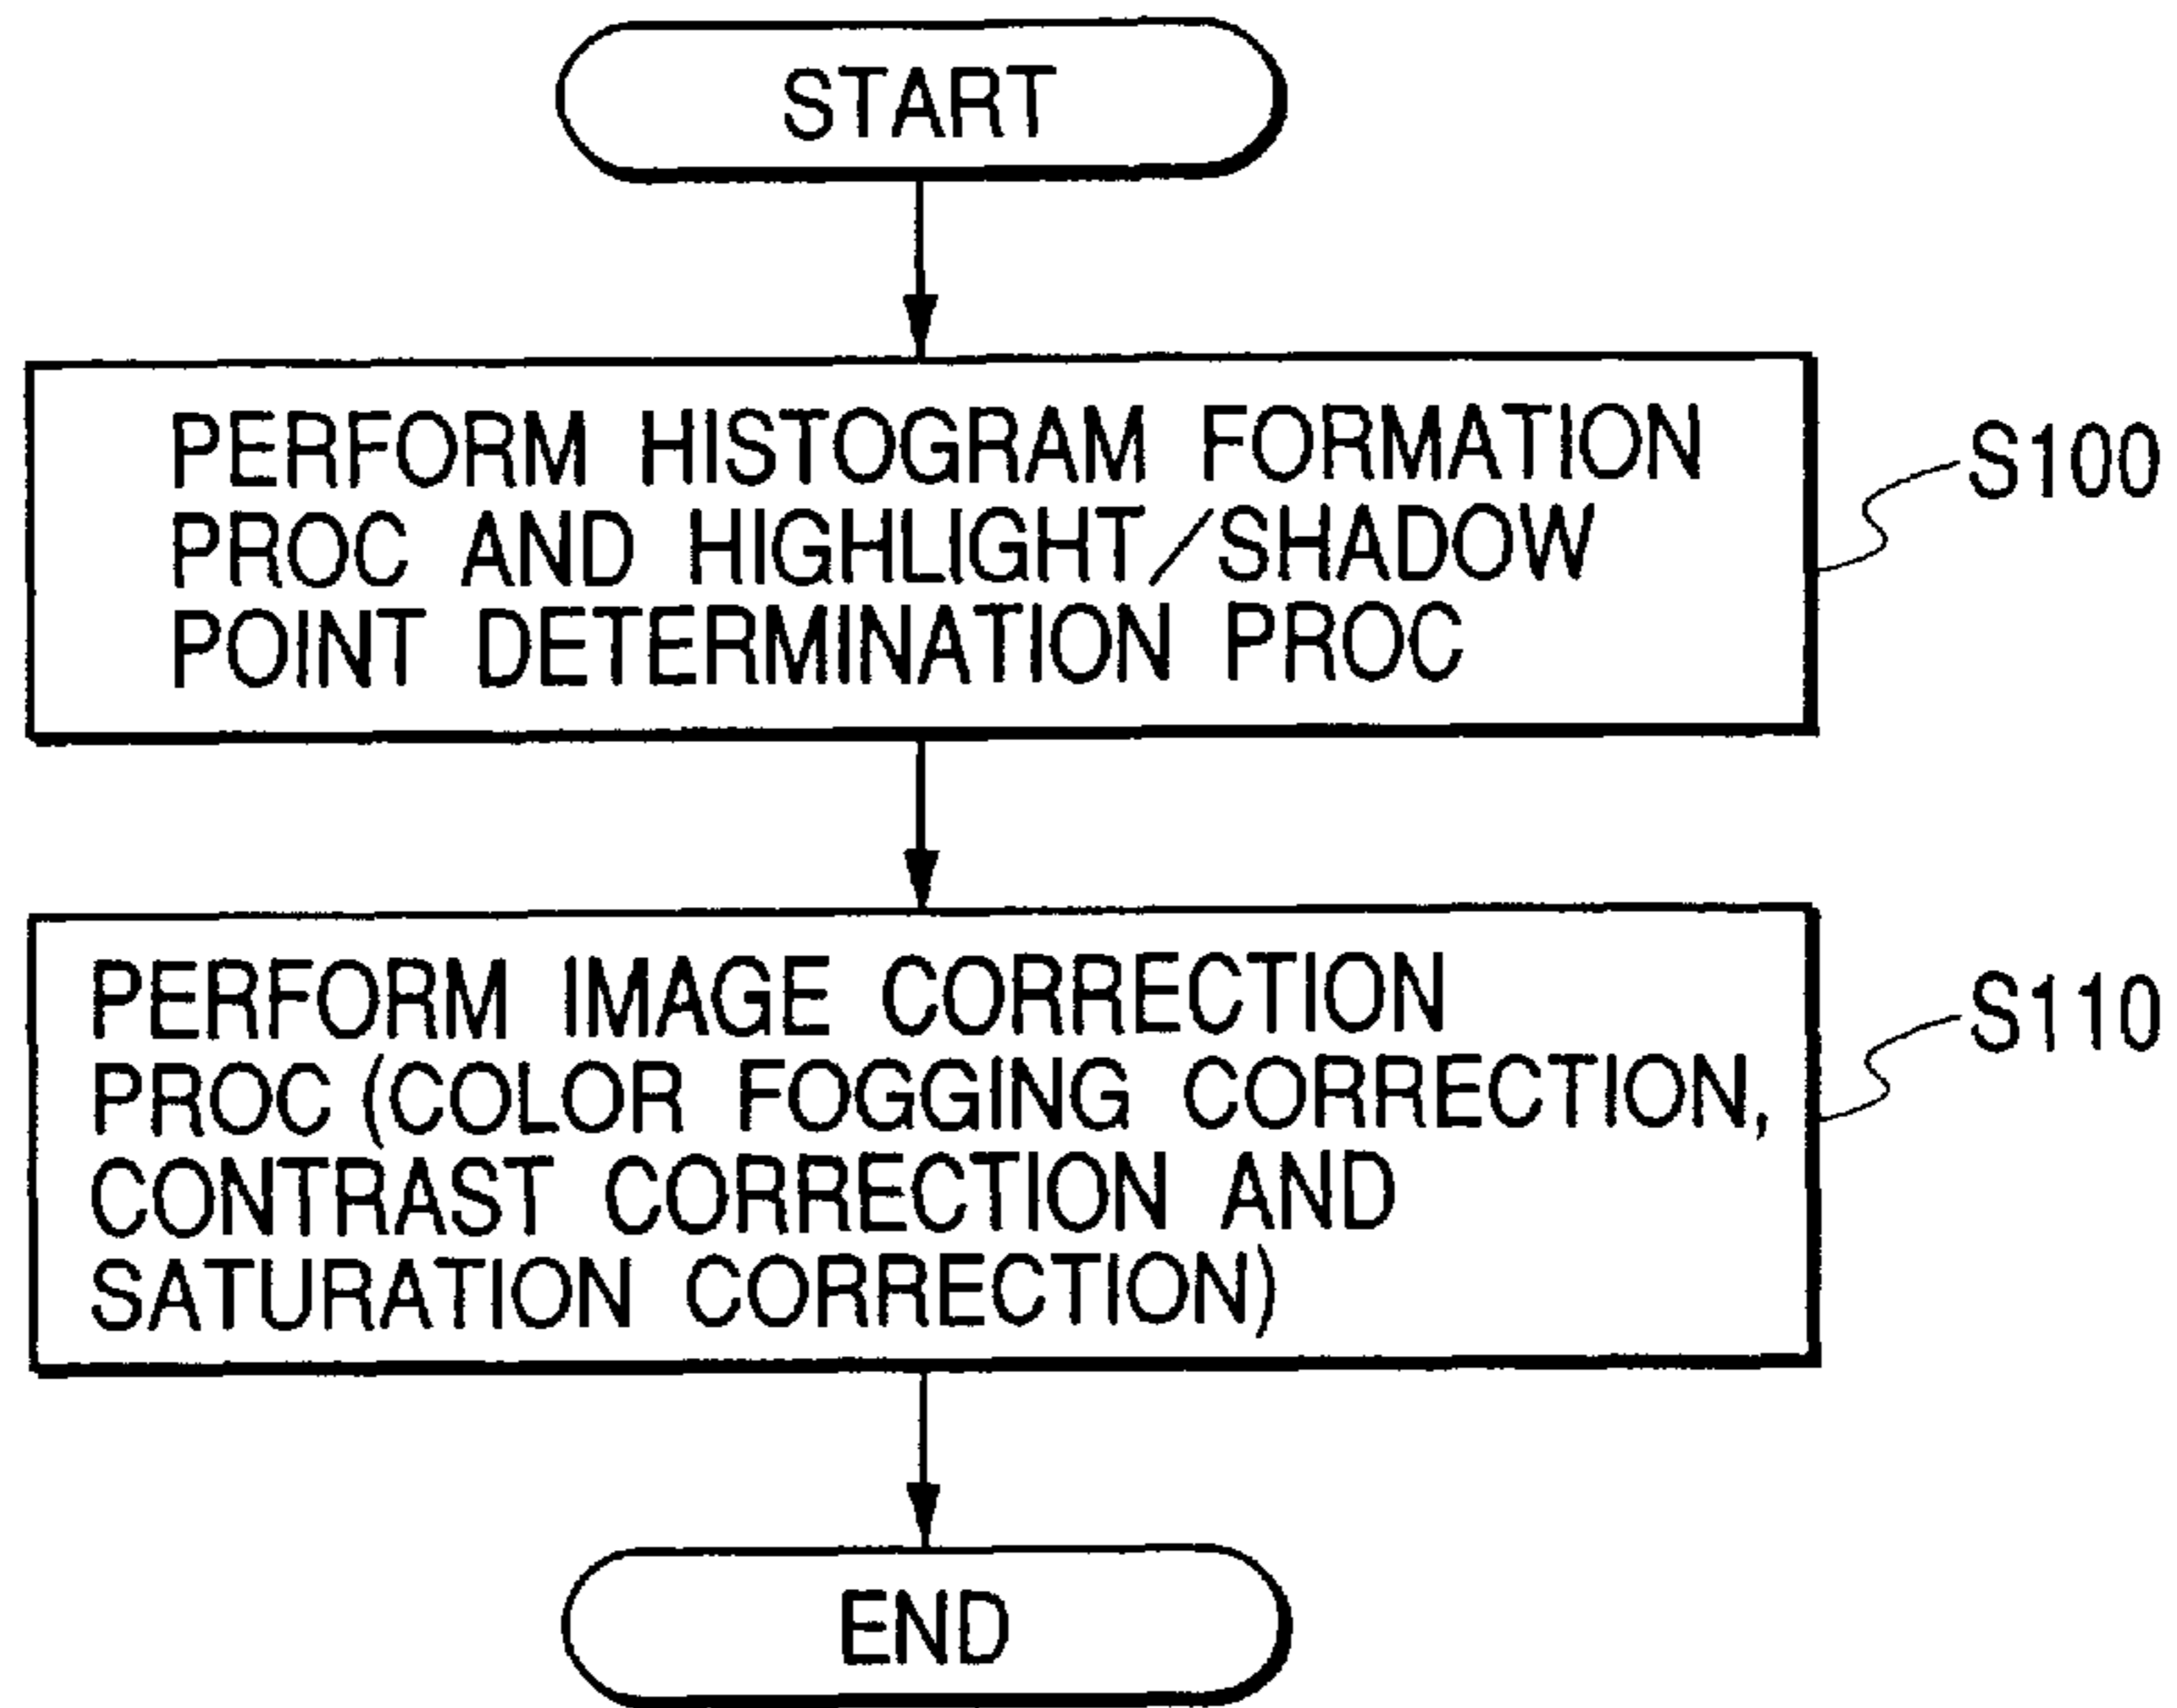 START
PERFORM HISTOGRAM FORMATION
PROC AND HIGHLIGHT/SHADOW
POINT DETERMINATION PROC
S100
PERFORM IMAGE CORRECTION
PROC (COLOR FOGGING CORRECTION,
CONTRAST CORRECTION AND
SATURATION CORRECTION)
S110
END